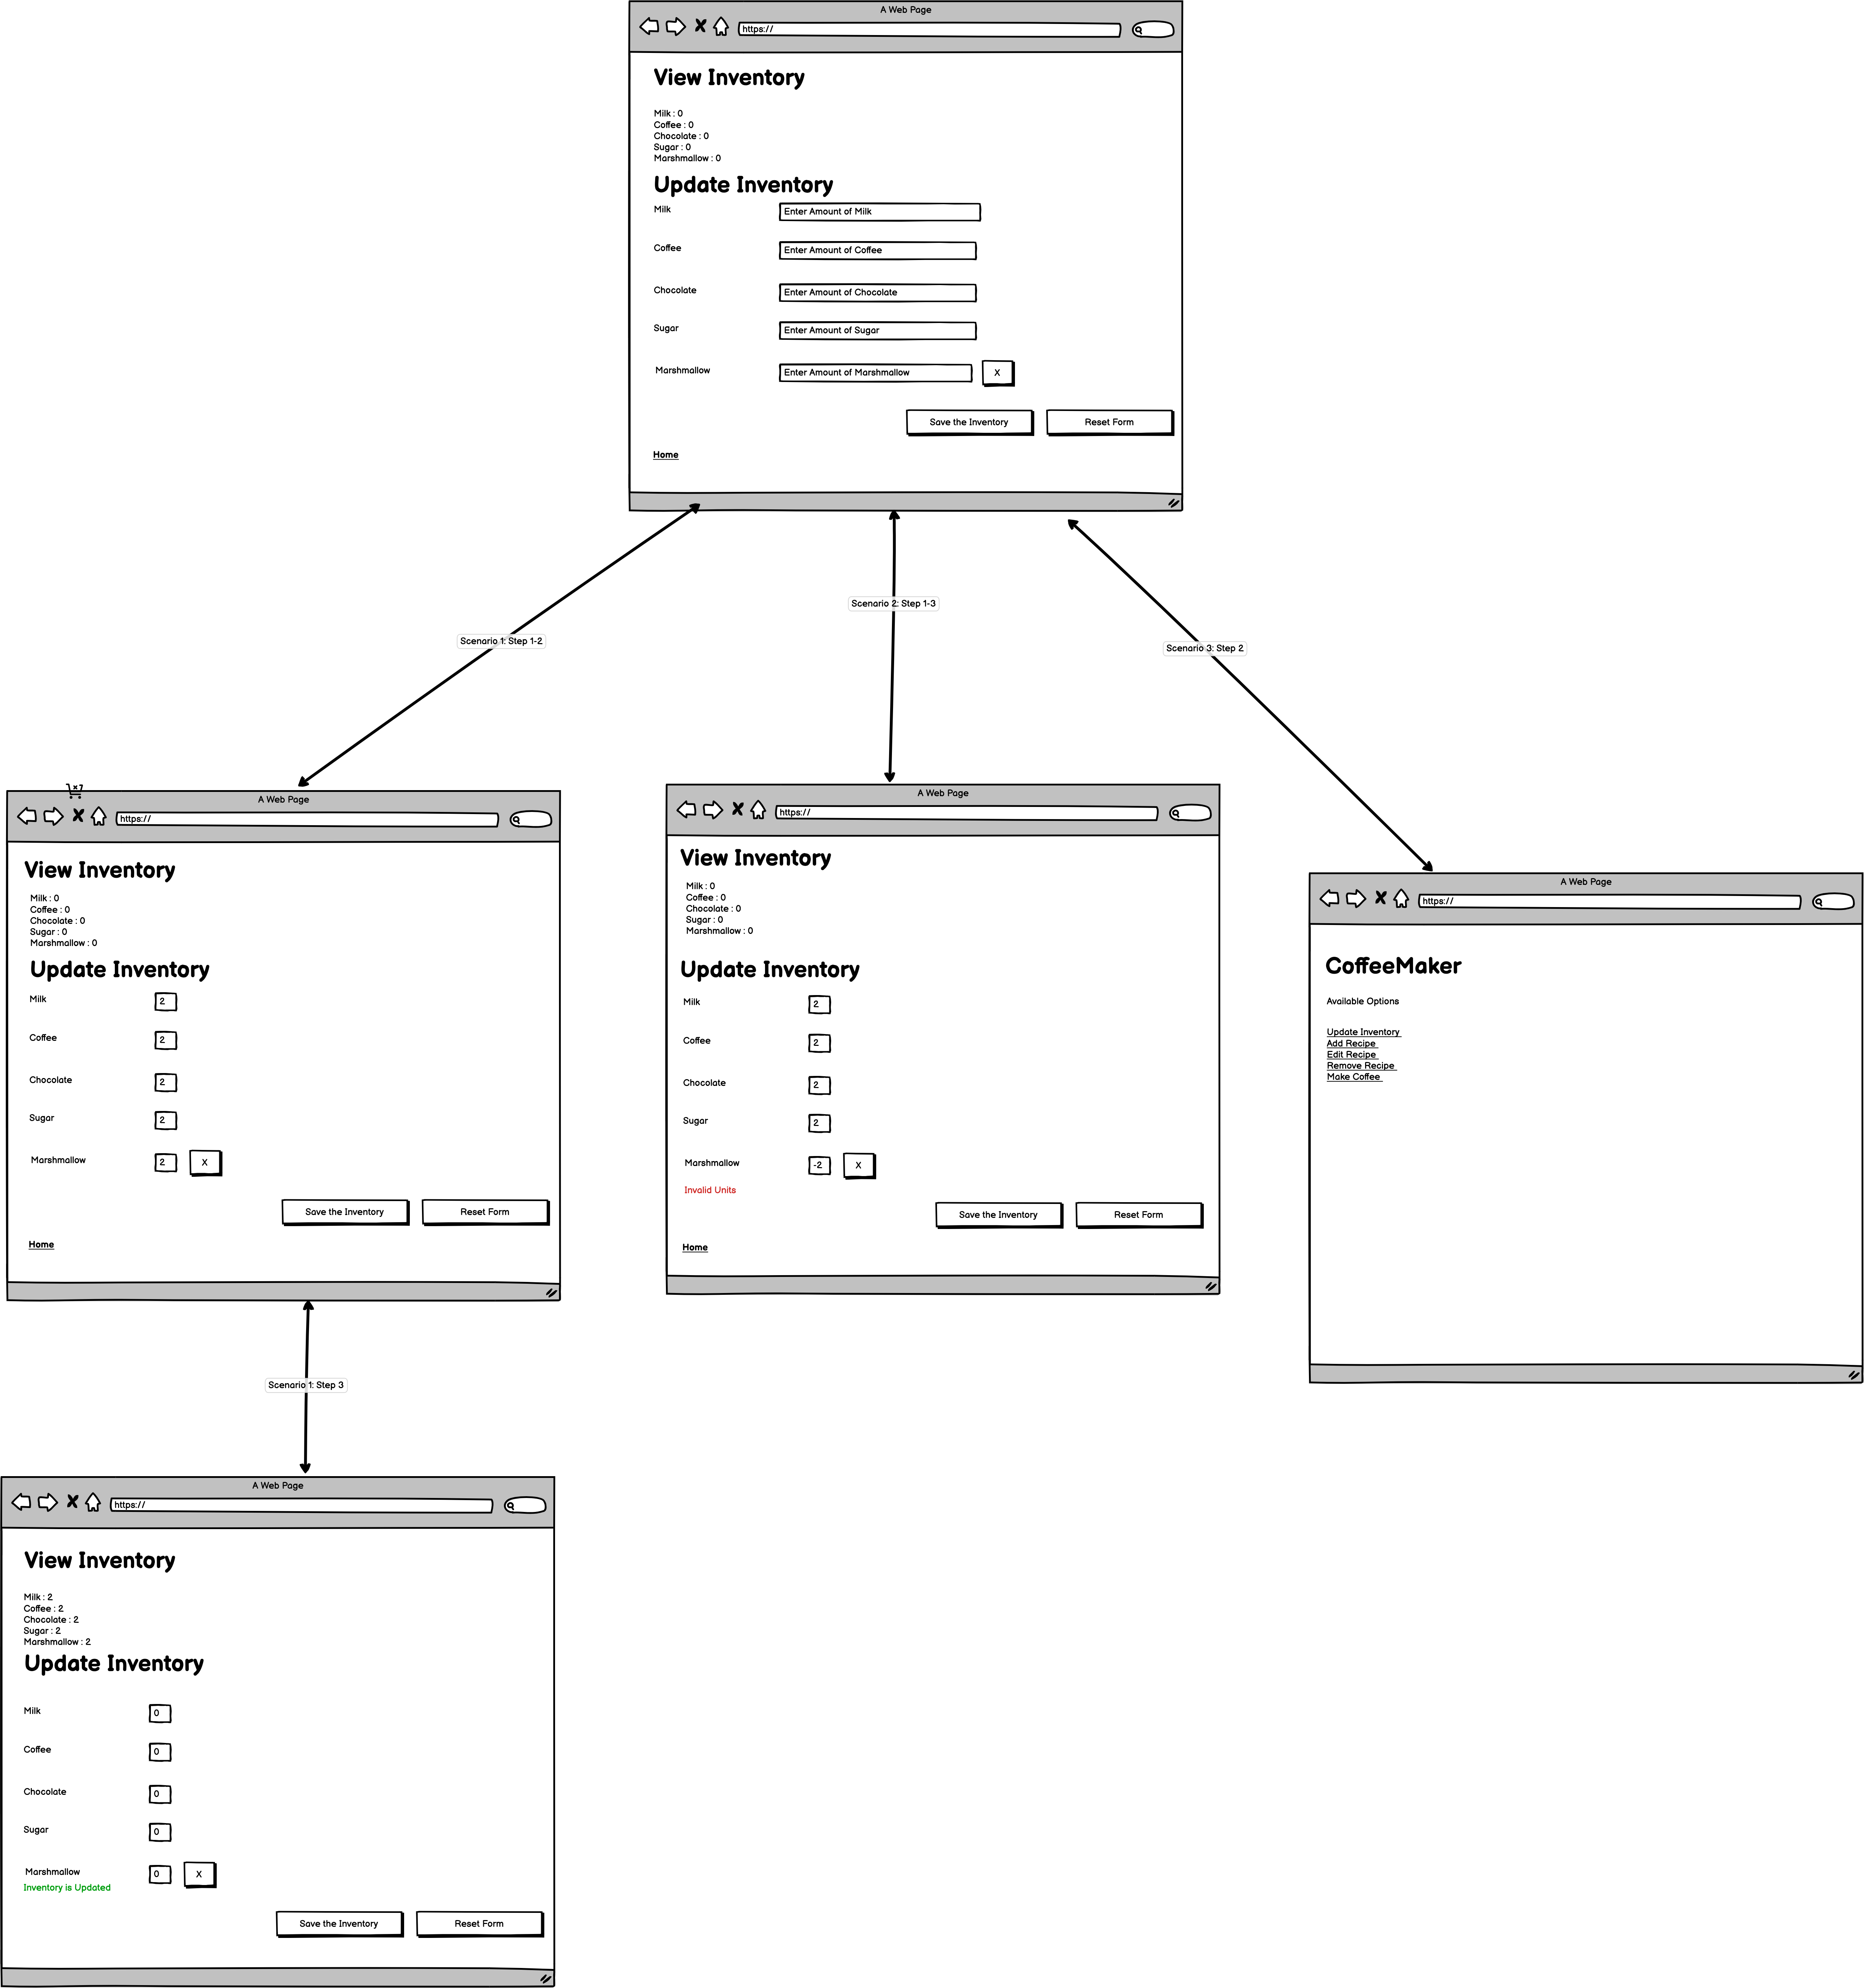 A Web Page
https://
View Inventory
Milk : 0
Coffee : 0
Chocolate : 0
Sugar : 0
Marshmallow : 0
Update Inventory
Milk Enter Amount of Milk
Coffee Enter Amount of Coffee
Chocolate Enter Amount of Chocolate
Sugar Enter Amount of Sugar
Marshmallow Enter Amount of Marshmallow X
Save the Inventory Reset Form
Home
Scenario 1: Step 1-2
Scenario 2: Step 1-3
Scenario 3: Step 2
x7
A Web Page
https://
View Inventory
Milk : 0
Coffee : 0
Chocolate : 0
Sugar : 0
Marshmallow : 0
Update Inventory
Milk 2
Coffee 2
Chocolate 2
Sugar 2
Marshmallow 2 X
Save the Inventory Reset Form
Home
A Web Page
https://
View Inventory
Milk : 0
Coffee : 0
Chocolate : 0
Sugar : 0
Marshmallow : 0
Update Inventory
Milk 2
Coffee 2
Chocolate 2
Sugar 2
Marshmallow -2 X
Invalid Units
Save the Inventory Reset Form
Home
A Web Page
https://
CoffeeMaker
Available Options
Update Inventory
Add Recipe
Edit Recipe
Remove Recipe
Make Coffee
Scenario 1: Step 3
A Web Page
https://
View Inventory
Milk : 2
Coffee : 2
Chocolate : 2
Sugar : 2
Marshmallow : 2
Update Inventory
Milk 0
Coffee 0
Chocolate 0
Sugar 0
Marshmallow 0 X
Inventory is Updated
Save the Inventory Reset Form